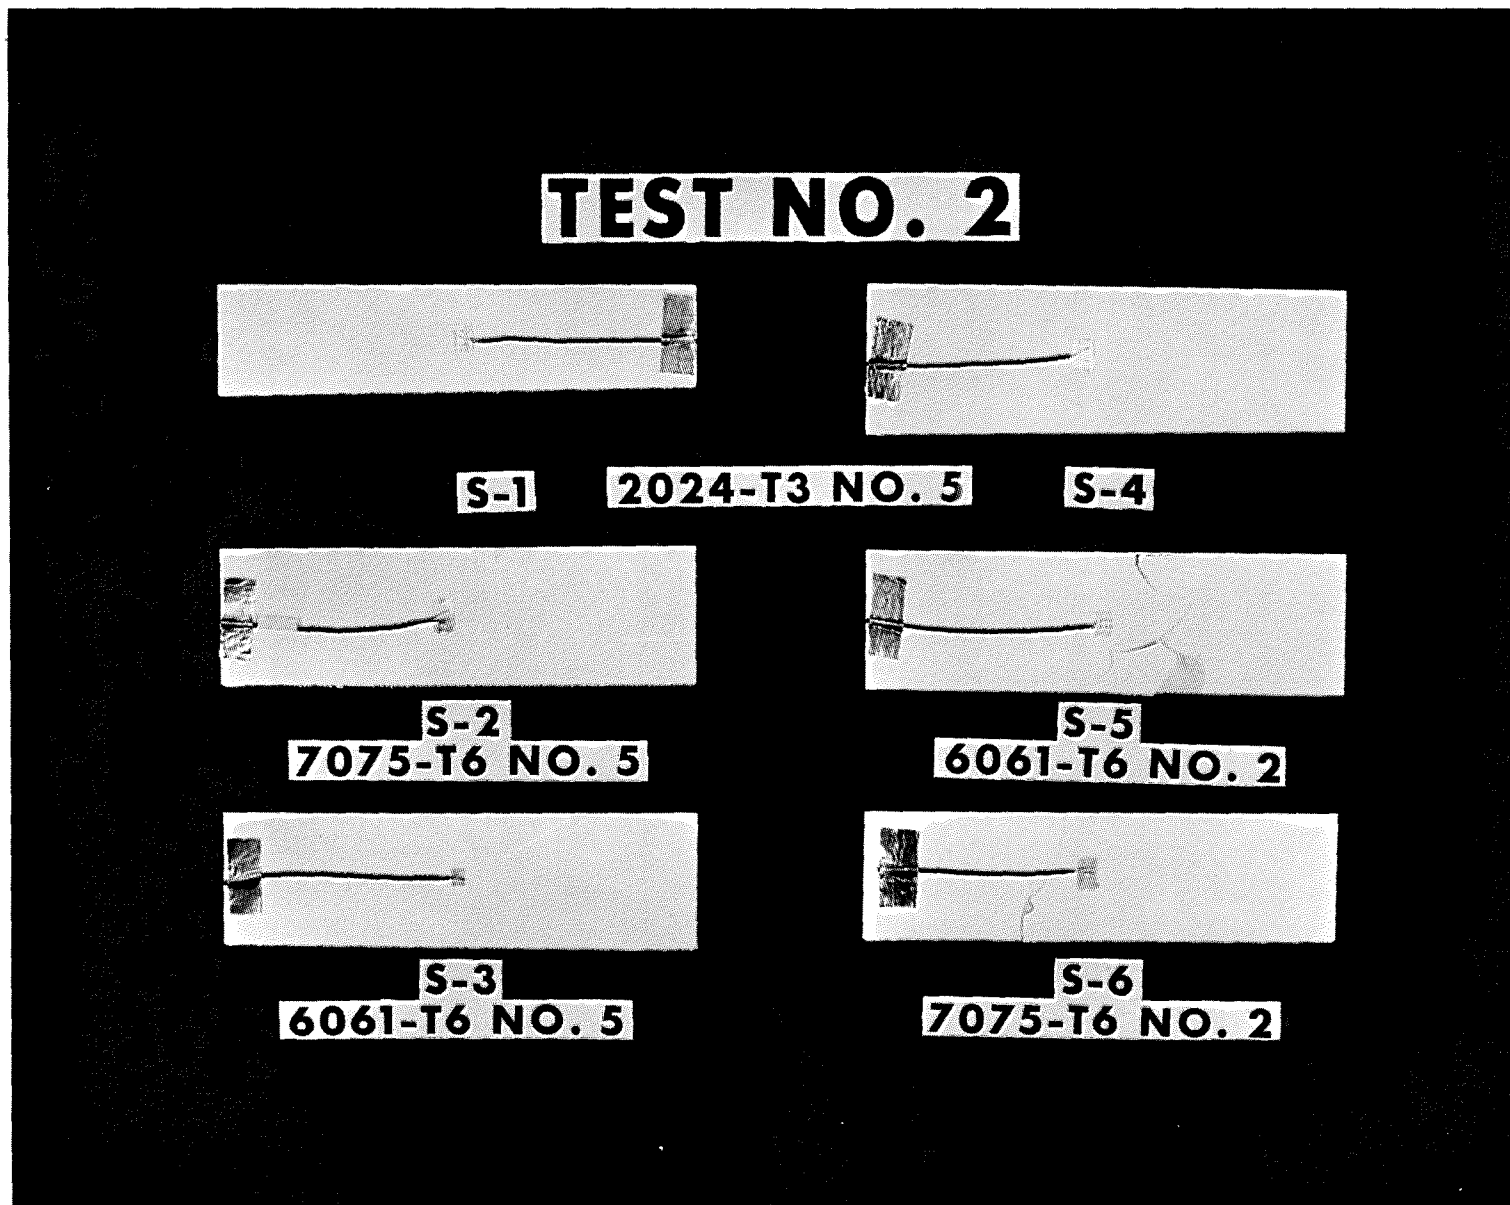 TEST NO. 2
S-1 2024-T3 NO. 5 S-4
S-2
7075-T6 NO. 5
S-5
6061-T6 NO. 2
S-3
6061-T6 NO. 5
S-6
7075-T6 NO. 2